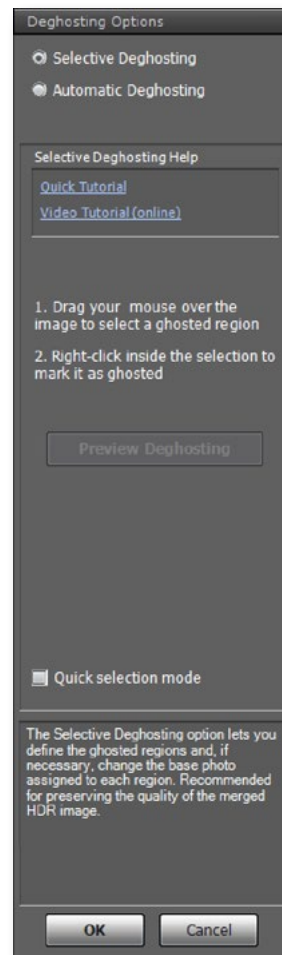 Deghosting Options
Selective Deghosting
Automatic Deghosting
Selective Deghosting Help
Quick Tutorial
Video Tutorial (online)
1. Drag your mouse over the
image to select a ghosted region
2. Right-click inside the selection to
mark it as ghosted
Preview Deghosting
Quick selection mode
The Selective Deghosting option lets you
define the ghosted regions and, if
necessary, change the base photo
assigned to each region. Recommended
for preserving the quality of the merged
HDR image.
OK
Cancel